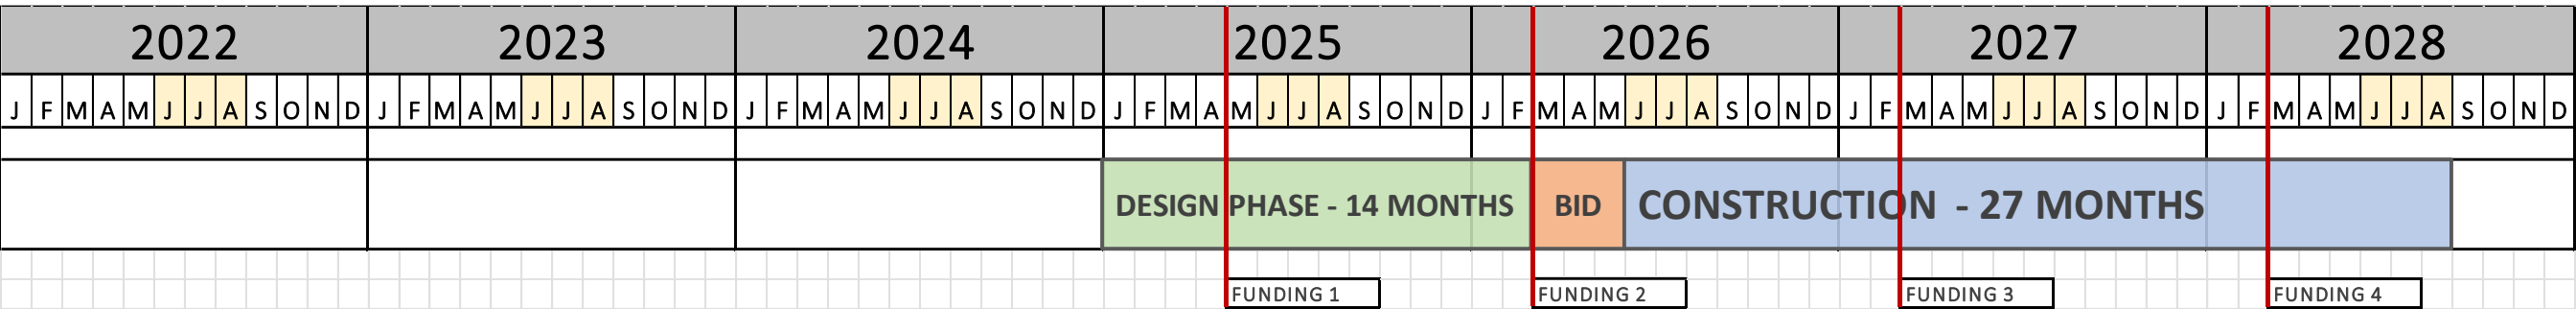 2022 2023 2024 2025 2026 2027 2028
J F M A M J J A S O N D J F M A M J J A S O N D J F M A M J J A S O N D J F M A M J J A S O N D J F M A M J J A S O N D J F M A M J J A S O N D J F M A M J J A S O N D
DESIGN PHASE - 14 MONTHS BID CONSTRUCTION - 27 MONTHS
FUNDING 1 FUNDING 2 FUNDING 3 FUNDING 4